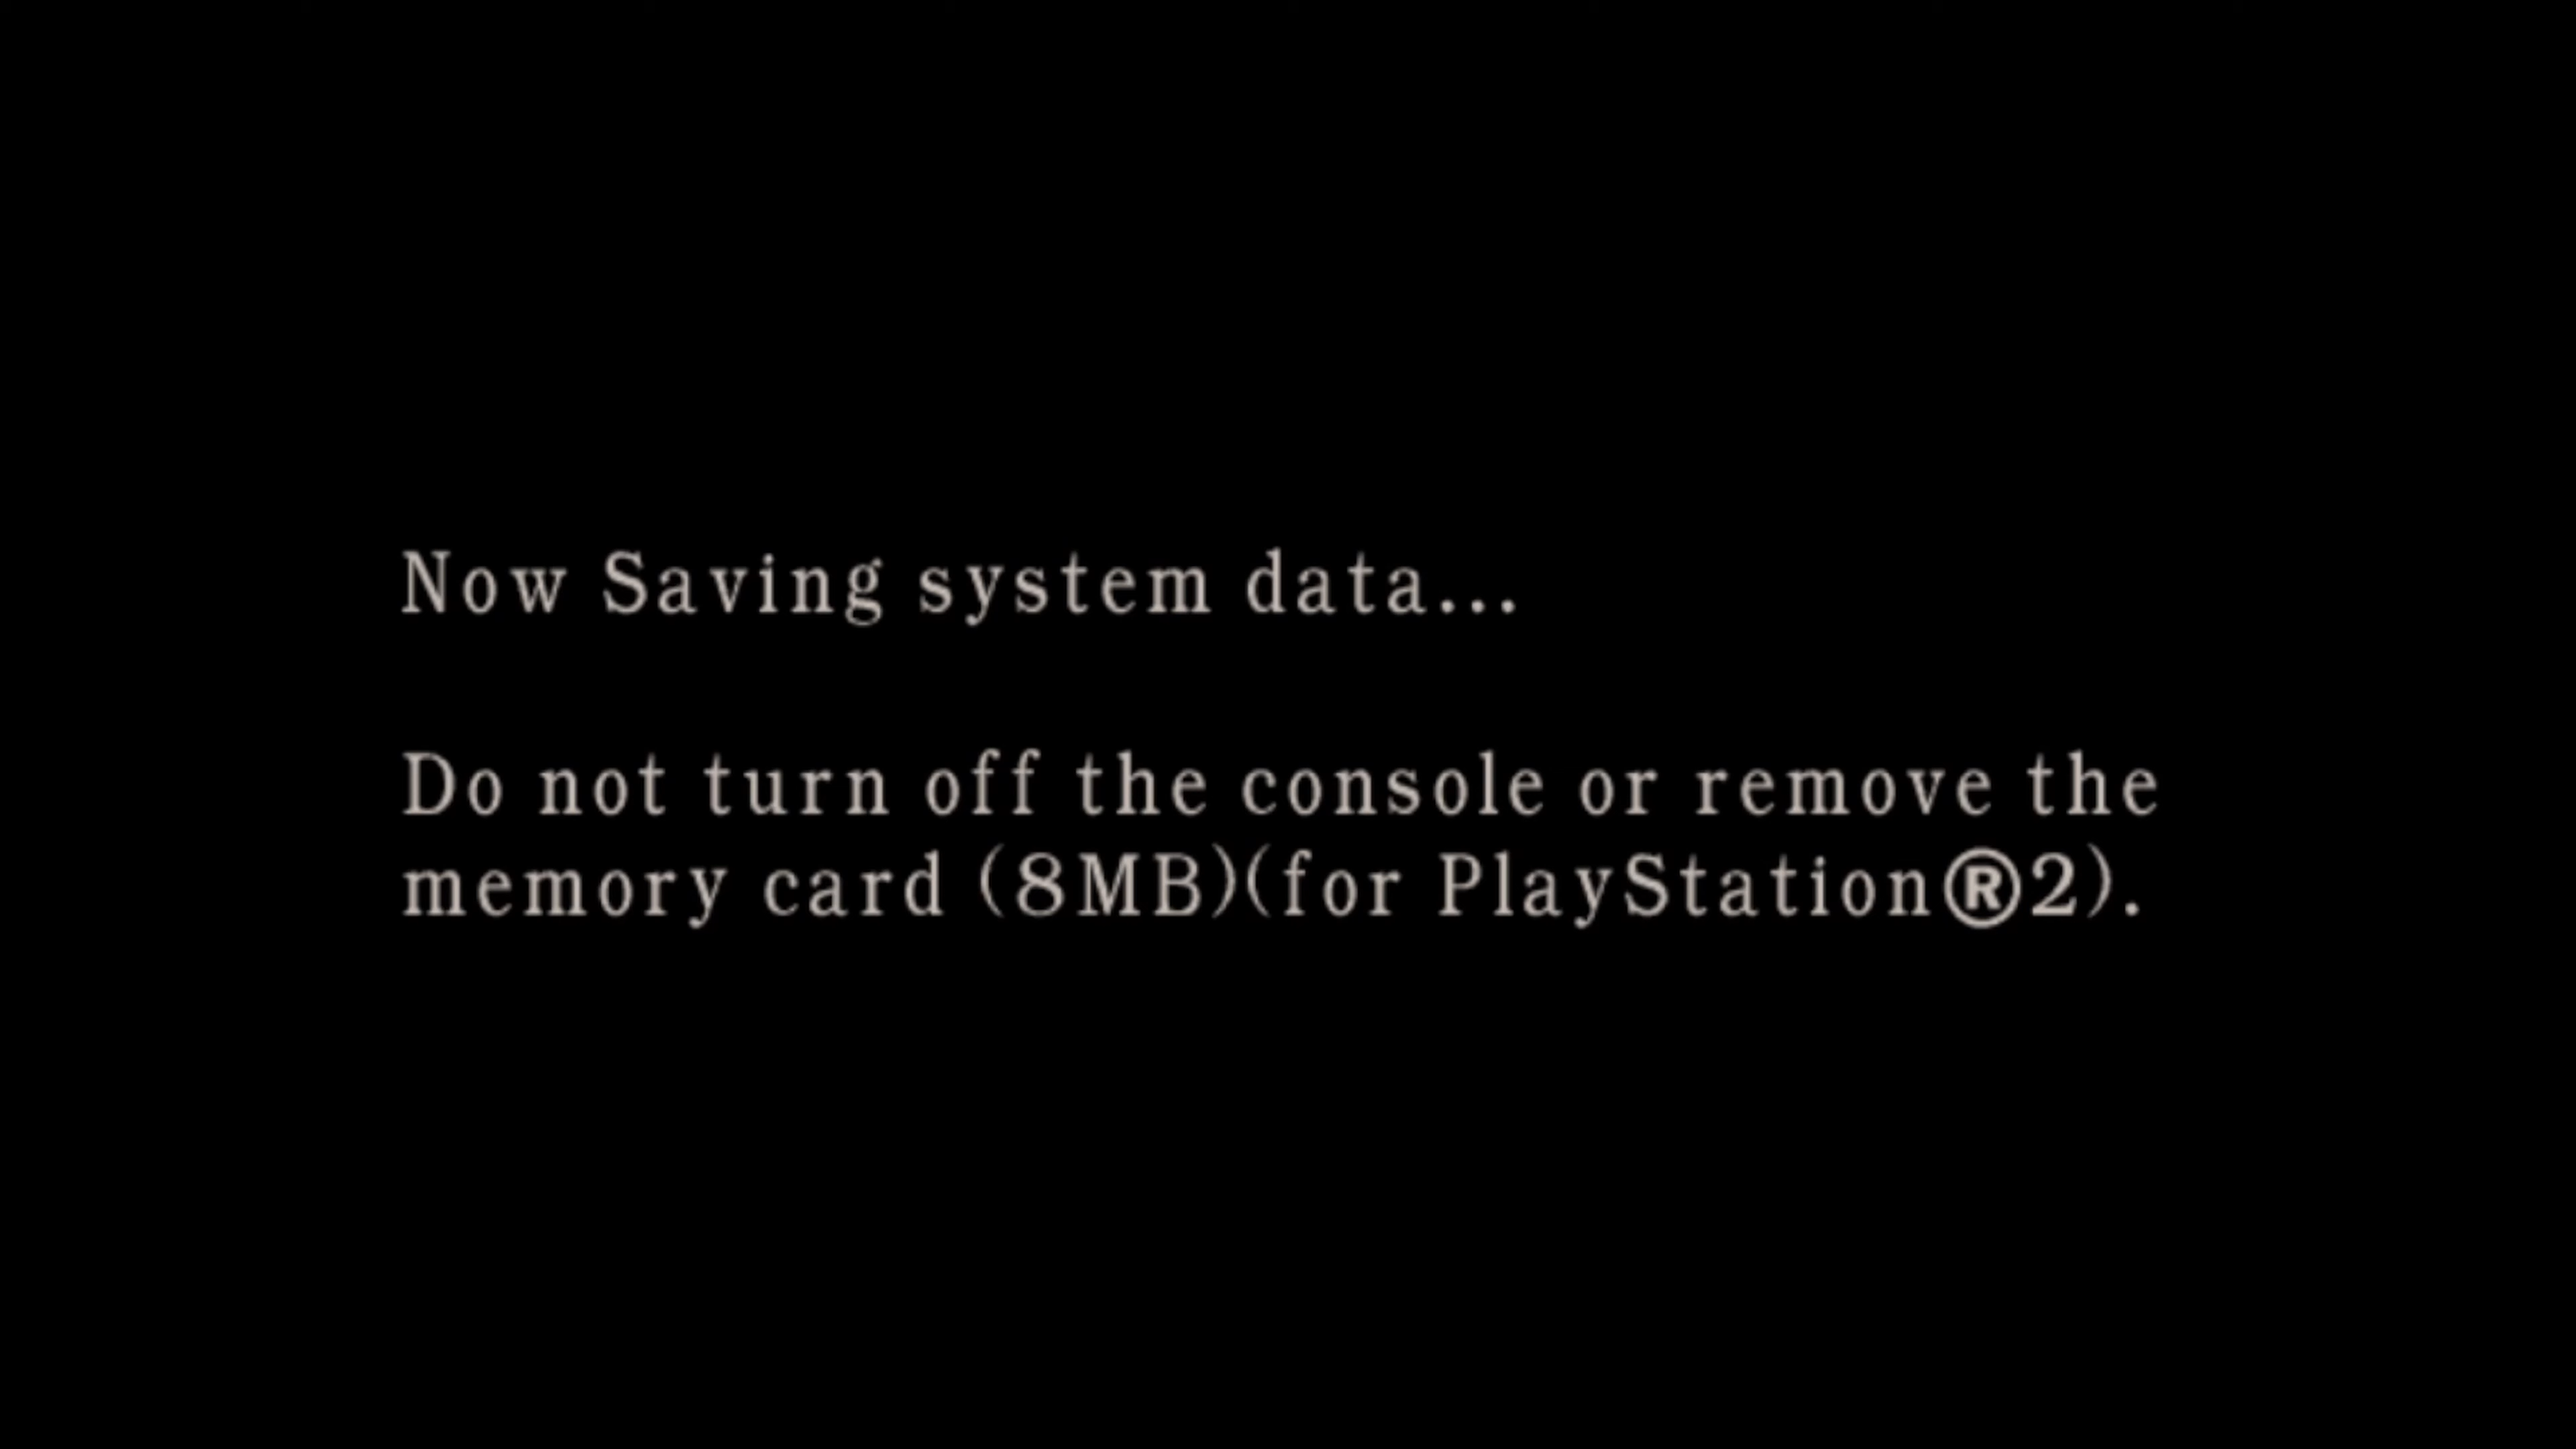 Now Saving system data...
Do not turn off the console or remove the
memory card (8MB)(for PlayStation®2).